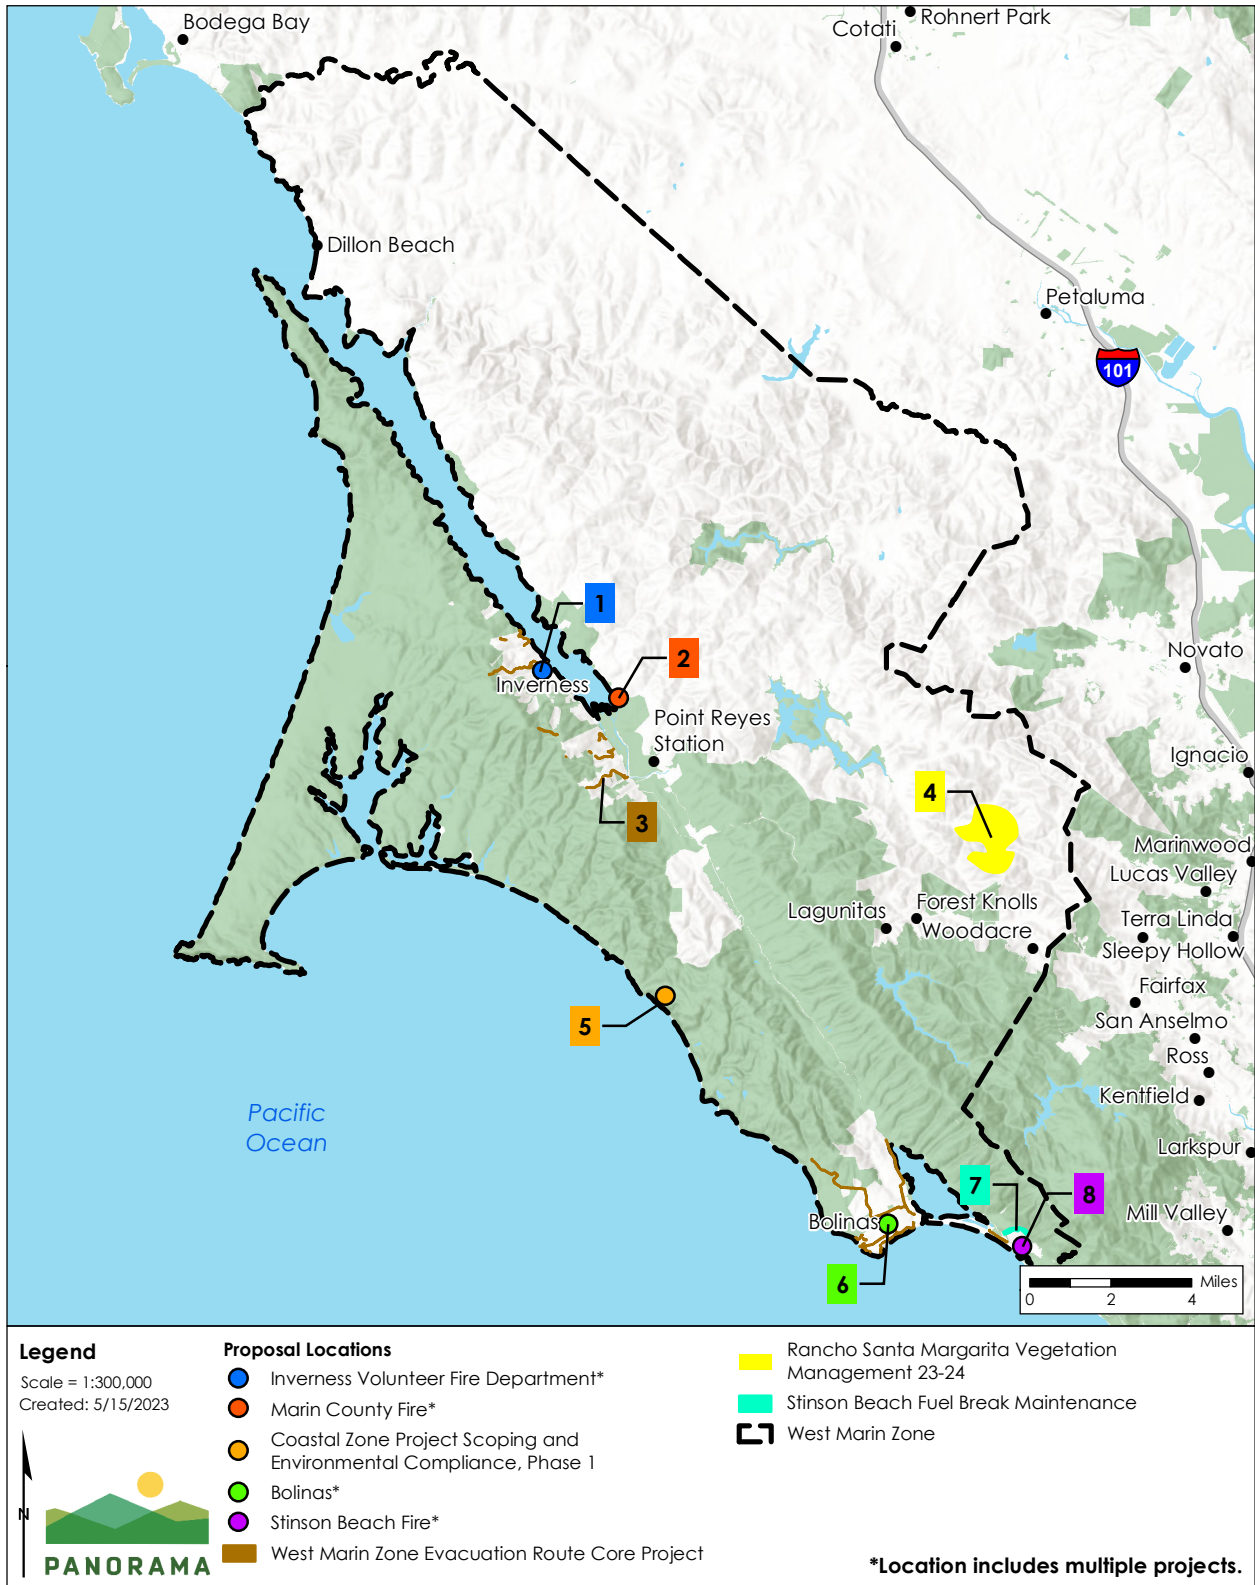 Bodega Bay
Rohnert Park
Cotati
Dillon Beach
Petaluma
101
1
2
Inverness
Novato
Point Reyes
Station
Ignacio
4
3
Marinwood
Lucas Valley
Forest Knolls
Lagunitas
Woodacre
Terra Linda
Sleepy Hollow
Fairfax
5
San Anselmo
Ross
Kentfield
Pacific
Ocean
Larkspur
7
8
Bolinas
Mill Valley
6
Miles
0 2 4
Legend
Scale = 1:300,000
Created: 5/15/2023
N
PANORAMA
Proposal Locations
Inverness Volunteer Fire Department*
Marin County Fire*
Coastal Zone Project Scoping and
Environmental Compliance, Phase 1
Bolinas*
Stinson Beach Fire*
West Marin Zone Evacuation Route Core Project
Rancho Santa Margarita Vegetation
Management 23-24
Stinson Beach Fuel Break Maintenance
West Marin Zone
*Location includes multiple projects.